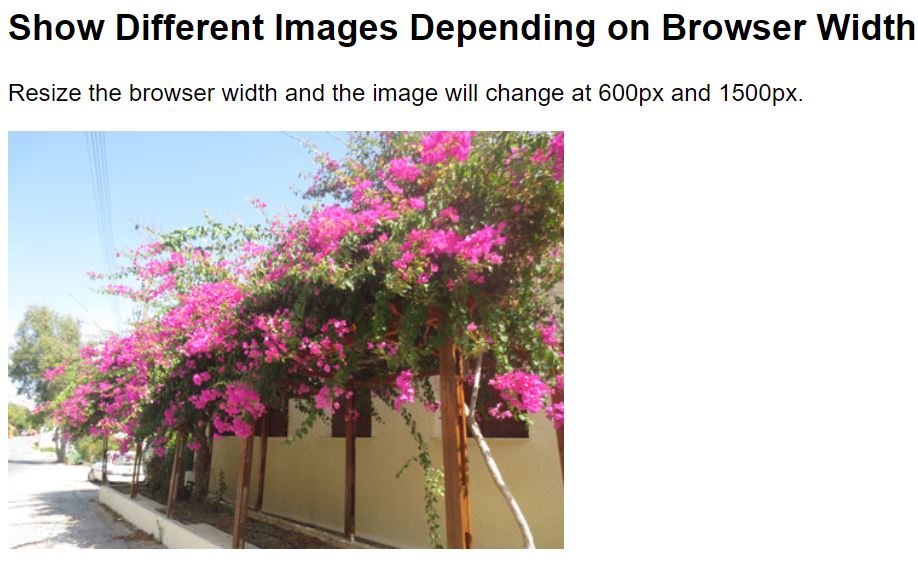 Show Different Images Depending on Browser Width
Resize the browser width and the image will change at 600px and 1500px.